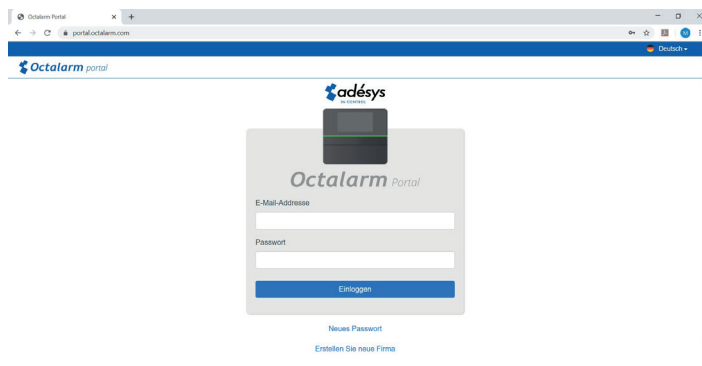 Octalarm Portal
portal.octalarm.com
Deutsch
Octalarm portal
adésys
IN CONTROL
Octalarm Portal
E-Mail-Addresse
Passwort
Einloggen
Neues Passwort
Erstellen Sie neue Firma